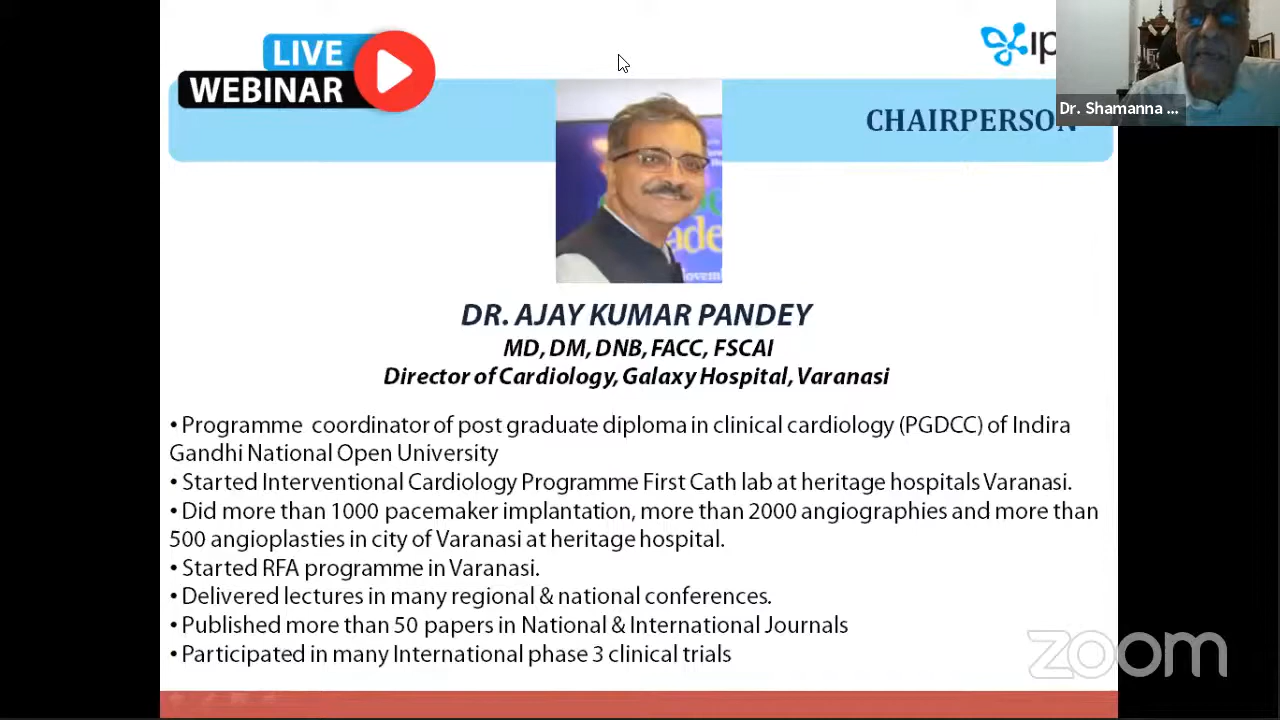 LIVE
WEBINAR
ip
CHAIRPERSON
Dr. Shamanna ...
DR. AJAY KUMAR PANDEY
MD, DM, DNB, FACC, FSCAI
Director of Cardiology, Galaxy Hospital, Varanasi
• Programme coordinator of post graduate diploma in clinical cardiology (PGDCC) of Indira
Gandhi National Open University
• Started Interventional Cardiology Programme First Cath lab at heritage hospitals Varanasi.
• Did more than 1000 pacemaker implantation, more than 2000 angiographies and more than
500 angioplasties in city of Varanasi at heritage hospital.
• Started RFA programme in Varanasi.
• Delivered lectures in many regional & national conferences.
• Published more than 50 papers in National & International Journals
• Participated in many International phase 3 clinical trials
zoom